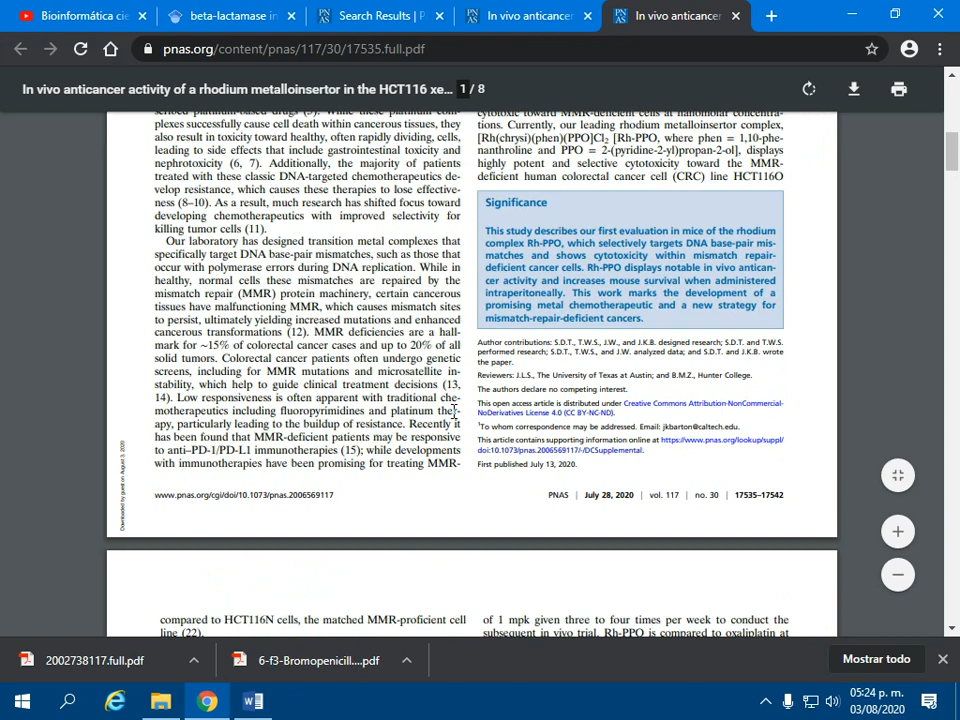 Bioinformática cie
beta-lactamase in
Search Results | P
In vivo anticancer
In vivo anticancer
pnas.org/content/pnas/117/30/17535.full.pdf
In vivo anticancer activity of a rhodium metalloinsertor in the HCT116 xe... 1 / 8
plexes successfully cause cell death within cancerous tissues, they
also result in toxicity toward healthy, often rapidly dividing, cells,
leading to side effects that include gastrointestinal toxicity and
nephrotoxicity (6, 7). Additionally, the majority of patients
treated with these classic DNA-targeted chemotherapeutics de-
velop resistance, which causes these therapies to lose effective-
ness (8–10). As a result, much research has shifted focus toward
developing chemotherapeutics with improved selectivity for
killing tumor cells (11).
Our laboratory has designed transition metal complexes that
specifically target DNA base-pair mismatches, such as those that
occur with polymerase errors during DNA replication. While in
healthy, normal cells these mismatches are repaired by the
mismatch repair (MMR) protein machinery, certain cancerous
tissues have malfunctioning MMR, which causes mismatch sites
to persist, ultimately yielding increased mutations and enhanced
cancerous transformations (12). MMR deficiencies are a hall-
mark for ~15% of colorectal cancer cases and up to 20% of all
solid tumors. Colorectal cancer patients often undergo genetic
screens, including for MMR mutations and microsatellite in-
stability, which help to guide clinical treatment decisions (13,
14). Low responsiveness is often apparent with traditional che-
motherapeutics including fluoropyrimidines and platinum ther-
apy, particularly leading to the buildup of resistance. Recently it
has been found that MMR-deficient patients may be responsive
to anti–PD-1/PD-L1 immunotherapies (15); while developments
with immunotherapies have been promising for treating MMR-
cytotoxic toward MMR-deficient cells at nanomolar concentra-
tions. Currently, our leading rhodium metalloinsertor complex,
[Rh(chrysi)(phen)(PPO]Cl2 [Rh-PPO, where phen = 1,10-phe-
nanthroline and PPO = 2-(pyridine-2-yl)propan-2-ol], displays
highly potent and selective cytotoxicity toward the MMR-
deficient human colorectal cancer cell (CRC) line HCT116O
Significance
This study describes our first evaluation in mice of the rhodium
complex Rh-PPO, which selectively targets DNA base-pair mis-
matches and shows cytotoxicity within mismatch repair-
deficient cancer cells. Rh-PPO displays notable in vivo antican-
cer activity and increases mouse survival when administered
intraperitoneally. This work marks the development of a
promising metal chemotherapeutic and a new strategy for
mismatch-repair-deficient cancers.
Author contributions: S.D.T., T.W.S., J.W., and J.K.B. designed research; S.D.T. and T.W.S.
performed research; S.D.T., T.W.S., and J.W. analyzed data; and S.D.T. and J.K.B. wrote
the paper.
Reviewers: J.L.S., The University of Texas at Austin; and B.M.Z., Hunter College.
The authors declare no competing interest.
This open access article is distributed under Creative Commons Attribution-NonCommercial-
NoDerivatives License 4.0 (CC BY-NC-ND).
1To whom correspondence may be addressed. Email: jkbarton@caltech.edu.
This article contains supporting information online at https://www.pnas.org/lookup/suppl/
doi:10.1073/pnas.2006569117/-/DCSupplemental.
First published July 13, 2020.
Downloaded by guest on August 3, 2020
www.pnas.org/cgi/doi/10.1073/pnas.2006569117
PNAS | July 28, 2020 | vol. 117 | no. 30 | 17535–17542
compared to HCT116N cells, the matched MMR-proficient cell
line (22).
of 1 mpk given three to four times per week to conduct the
subsequent in vivo trial. Rh-PPO is compared to oxaliplatin at
2002738117.full.pdf
6-f3-Bromopenicill....pdf
Mostrar todo
05:24 p. m.
03/08/2020